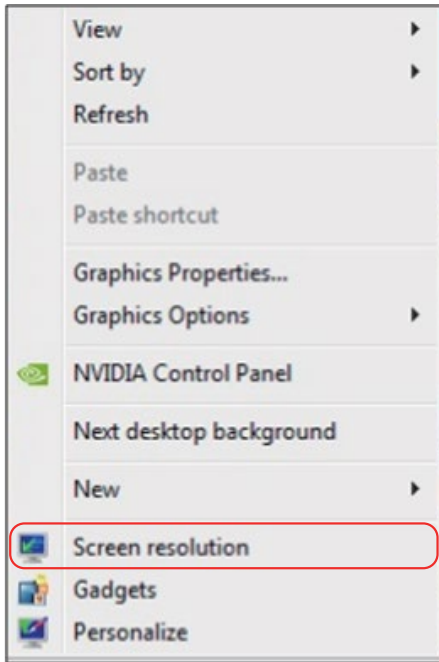 View
Sort by
Refresh
Paste
Paste shortcut
Graphics Properties...
Graphics Options
NVIDIA Control Panel
Next desktop background
New
Screen resolution
Gadgets
Personalize